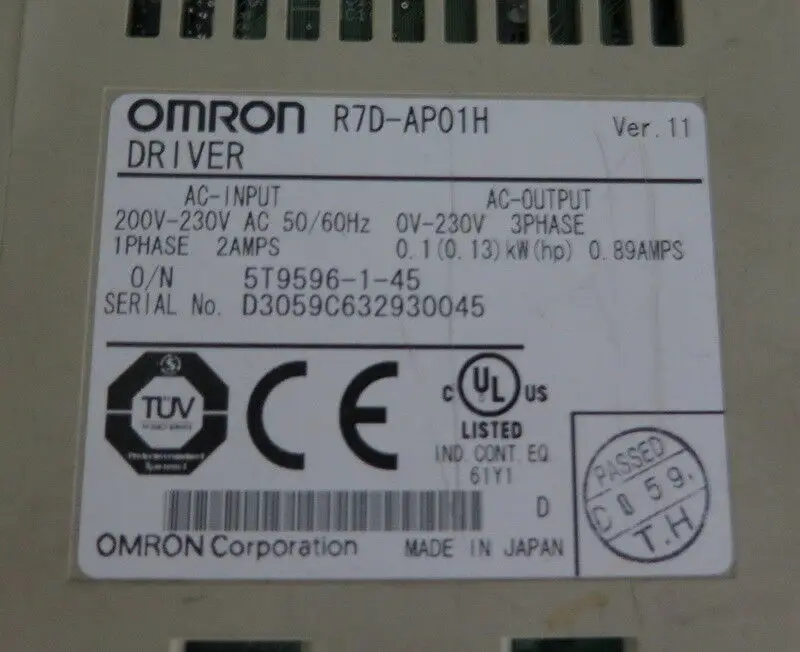 OMRON R7D-AP01H Ver. 11
DRIVER
AC-INPUT AC-OUTPUT
200V-230V AC 50/60Hz 0V-230V 3PHASE
1PHASE 2AMPS 0.1(0.13)kW(hp) 0.89AMPS
O/N 5T9596-1-45
SERIAL No. D3059C632930045
TÜV
CE
C UL US
LISTED
IND. CONT. EQ.
61Y1
D
PASSED
059.
T.H
OMRON Corporation MADE IN JAPAN